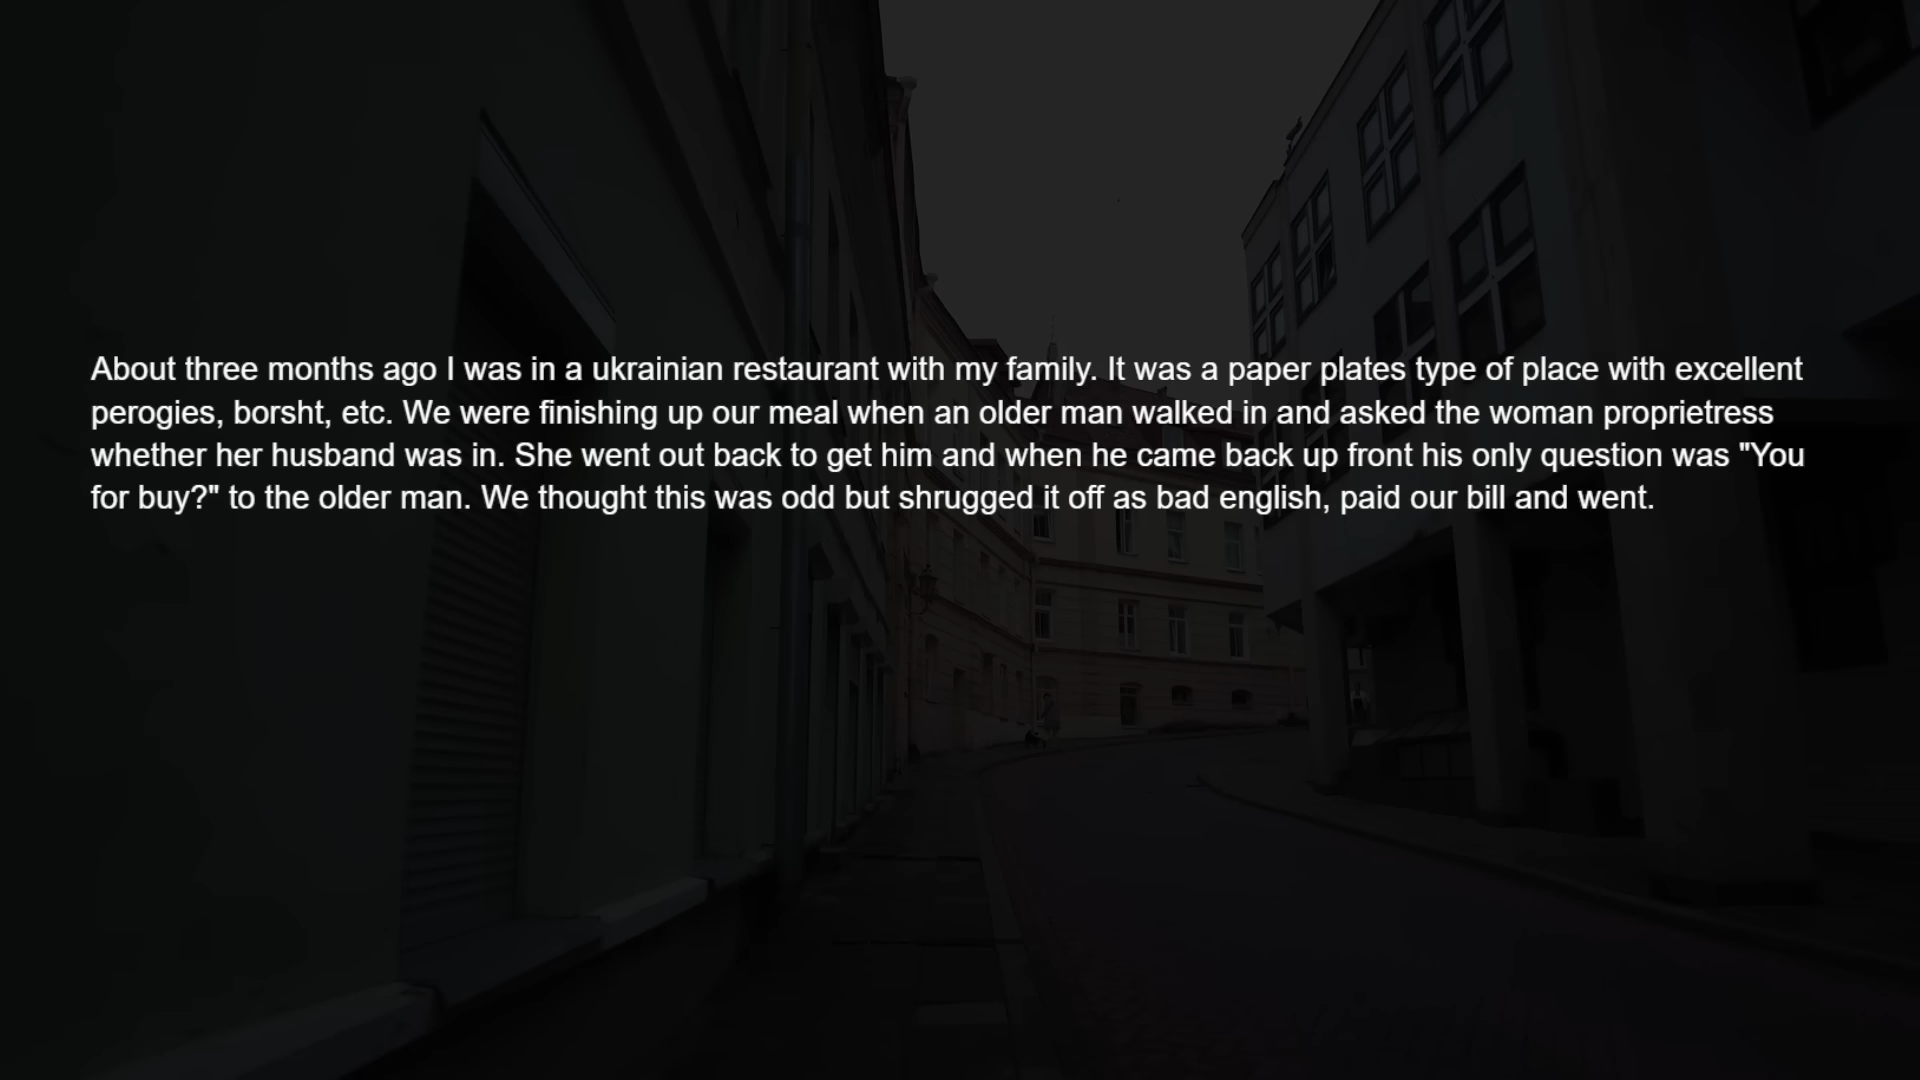 About three months ago I was in a ukrainian restaurant with my family. It was a paper plates type of place with excellent
perogies, borsht, etc. We were finishing up our meal when an older man walked in and asked the woman proprietress
whether her husband was in. She went out back to get him and when he came back up front his only question was "You
for buy?" to the older man. We thought this was odd but shrugged it off as bad english, paid our bill and went.